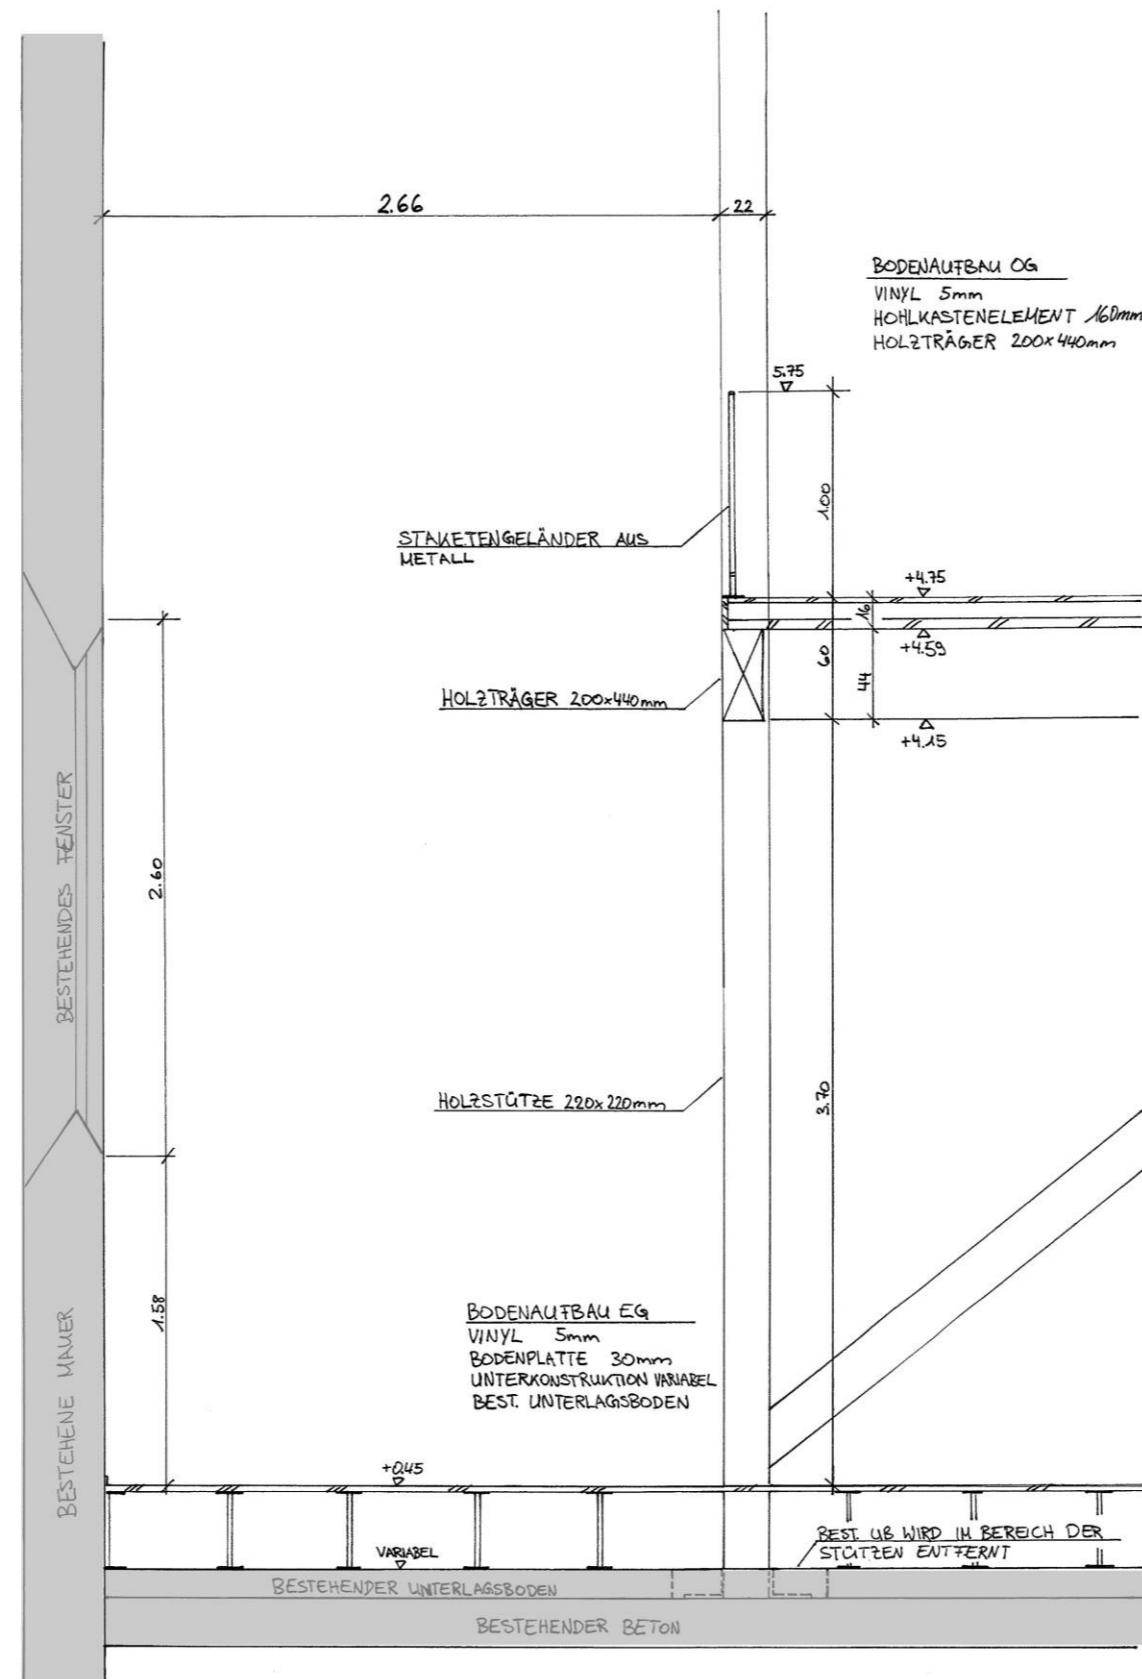 2.66
22
BODENAUFBAU OG
VINYL 5mm
HOHLKASTENELEMENT 160mm
HOLZTRÄGER 200x440mm
5.75
1.00
STAKETENGELÄNDER AUS
METALL
+4.75
16
+4.59
60
44
HOLZTRÄGER 200x440mm
+4.15
BESTEHENDES FENSTER
2.60
HOLZSTÜTZE 220x220mm
3.70
1.58
BESTEHENE MAUER
BODENAUFBAU EG
VINYL 5mm
BODENPLATTE 30mm
UNTERKONSTRUKTION VARIABEL
BEST. UNTERLAGSBODEN
+0.45
VARIABEL
BEST. UB WIRD IM BEREICH DER
STÜTZEN ENTFERNT
BESTEHENDER UNTERLAGSBODEN
BESTEHENDER BETON